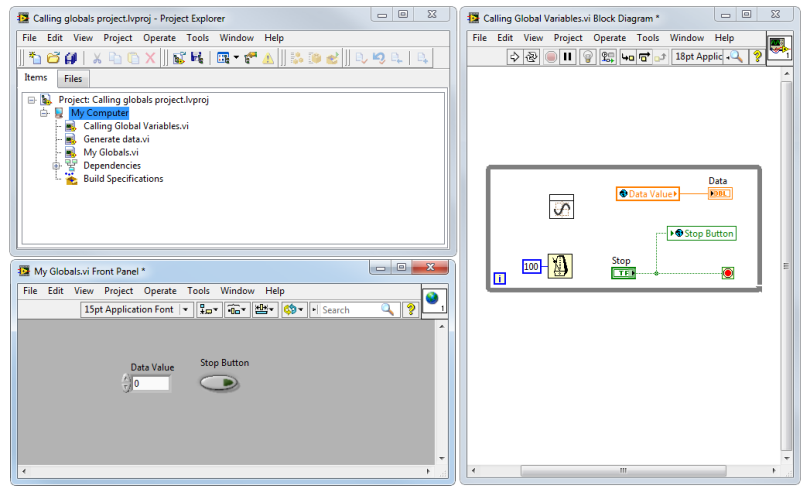 Calling globals project.lvproj - Project Explorer
File Edit View Project Operate Tools Window Help
Items Files
Project: Calling globals project.lvproj
My Computer
Calling Global Variables.vi
Generate data.vi
My Globals.vi
Dependencies
Build Specifications
My Globals.vi Front Panel *
File Edit View Project Operate Tools Window Help
15pt Application Font Search ? 1
Data Value Stop Button
0
Calling Global Variables.vi Block Diagram *
File Edit View Project Operate Tools Window Help
18pt Applic ? 1
Data
Data Value DBL
Stop Button
100 Stop
TF
i